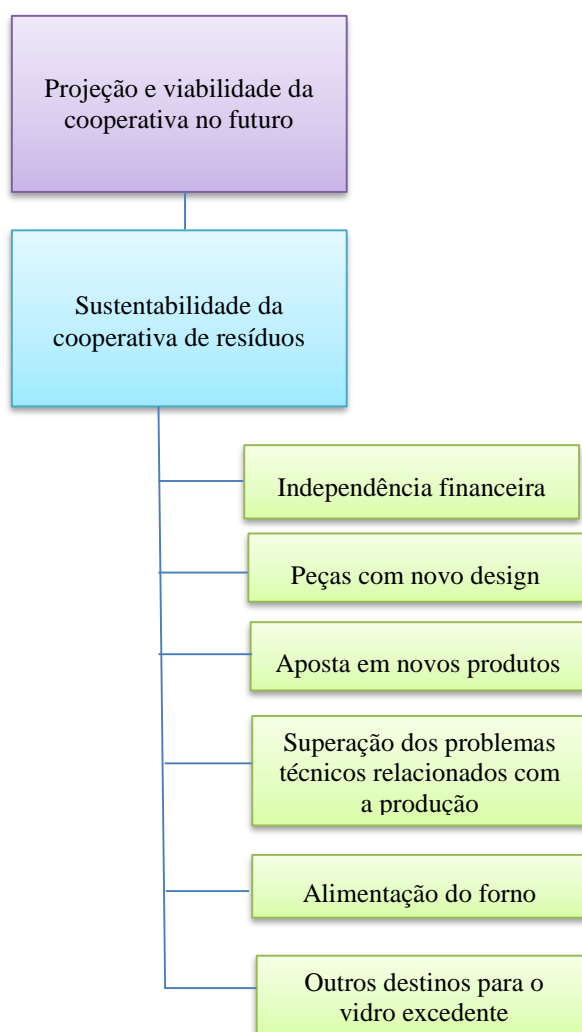 Projeção e viabilidade da
cooperativa no futuro
Sustentabilidade da
cooperativa de resíduos
Independência financeira
Peças com novo design
Aposta em novos produtos
Superação dos problemas
técnicos relacionados com
a produção
Alimentação do forno
Outros destinos para o
vidro excedente